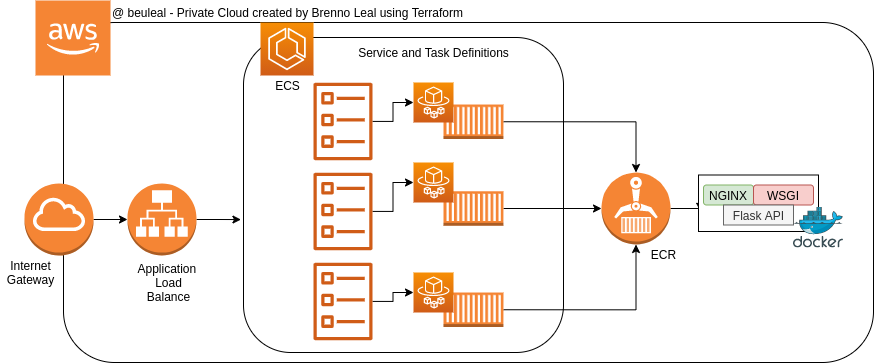 @ beuleal - Private Cloud created by Brenno Leal using Terraform
aws
Service and Task Definitions
ECS
Internet
Gateway
Application
Load
Balance
ECR
NGINX
WSGI
Flask API
docker